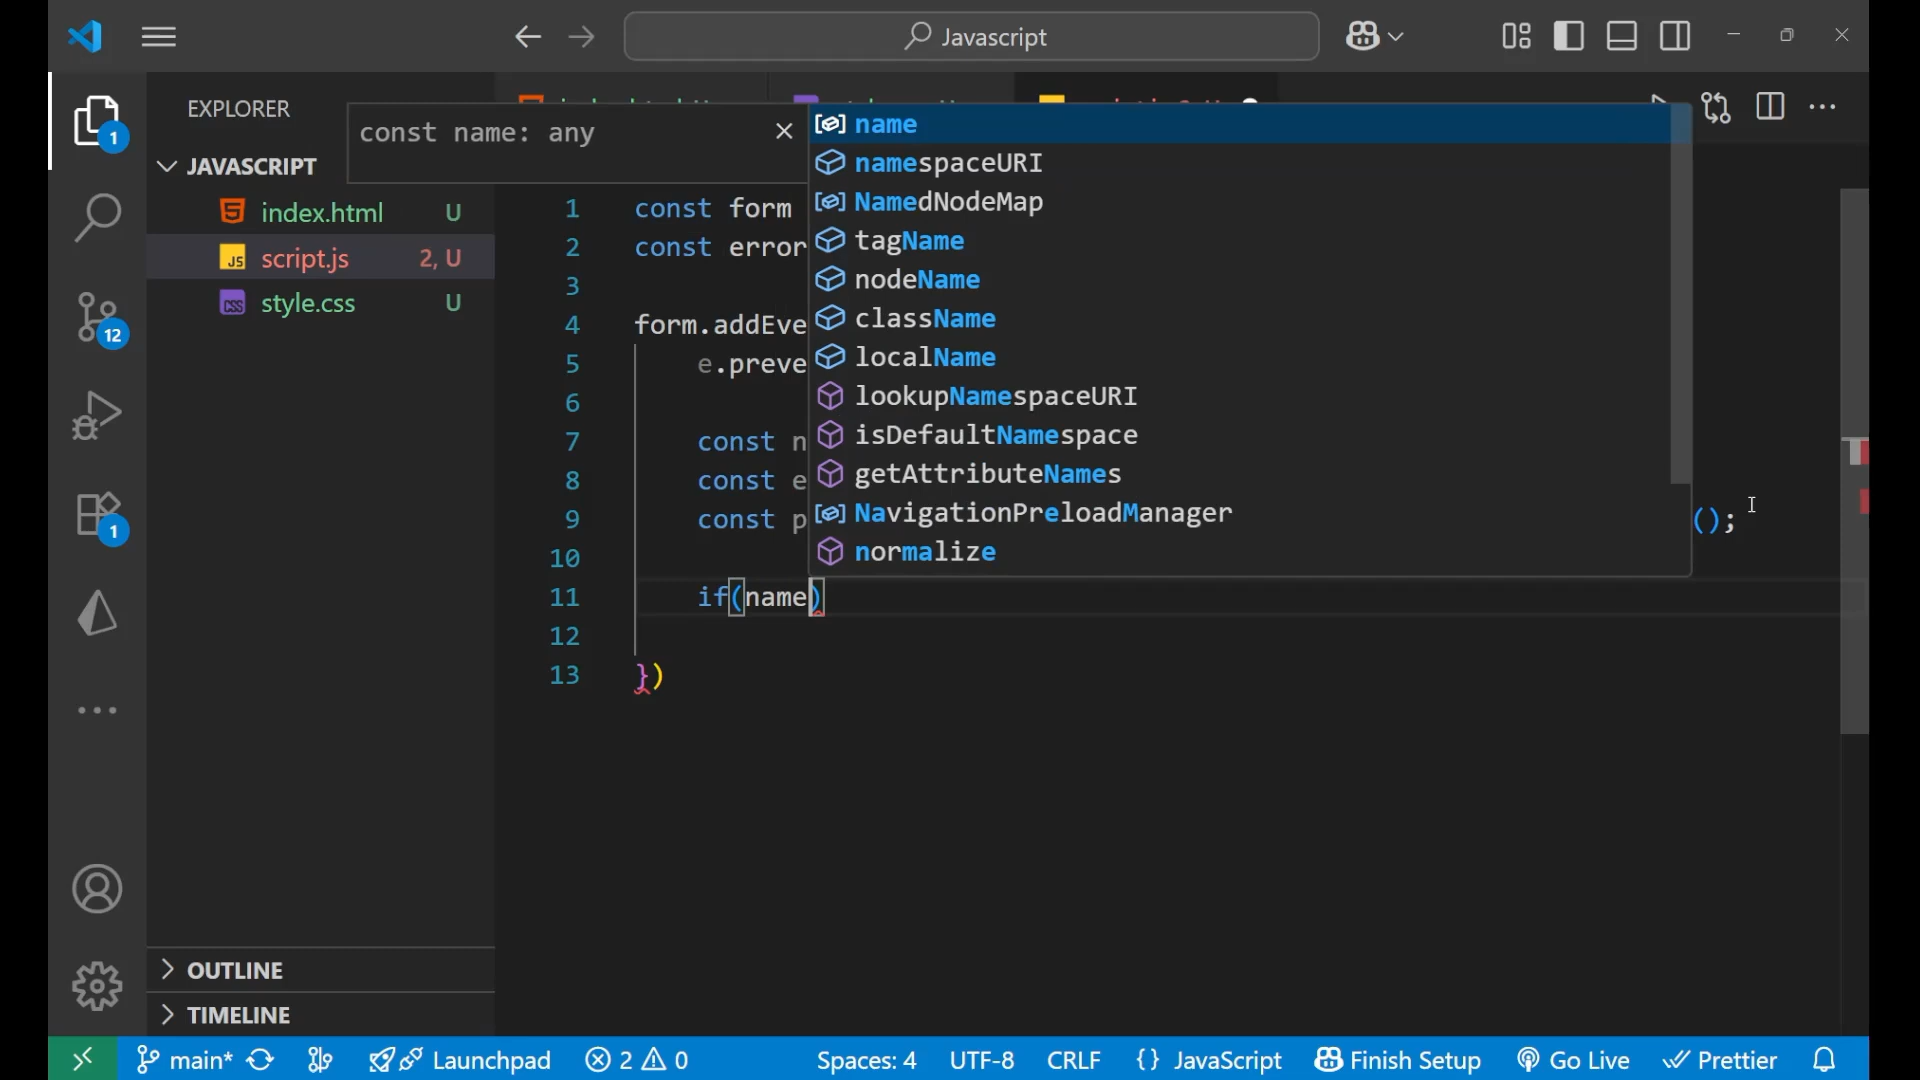 Javascript
EXPLORER
JAVASCRIPT
index.html U
script.js 2, U
style.css U
OUTLINE
TIMELINE
1
12
1
const name: any
name
namespaceURI
NamedNodeMap
tagName
nodeName
className
localName
lookupNamespaceURI
isDefaultNamespace
getAttributeNames
NavigationPreloadManager
normalize
1 const form
2 const error
3
4 form.addEve
5 e.preve
6
7 const n
8 const e
9 const p ();
10
11 if(name)
12
13 })
main* Launchpad 2 0 Spaces: 4 UTF-8 CRLF {} JavaScript Finish Setup Go Live Prettier